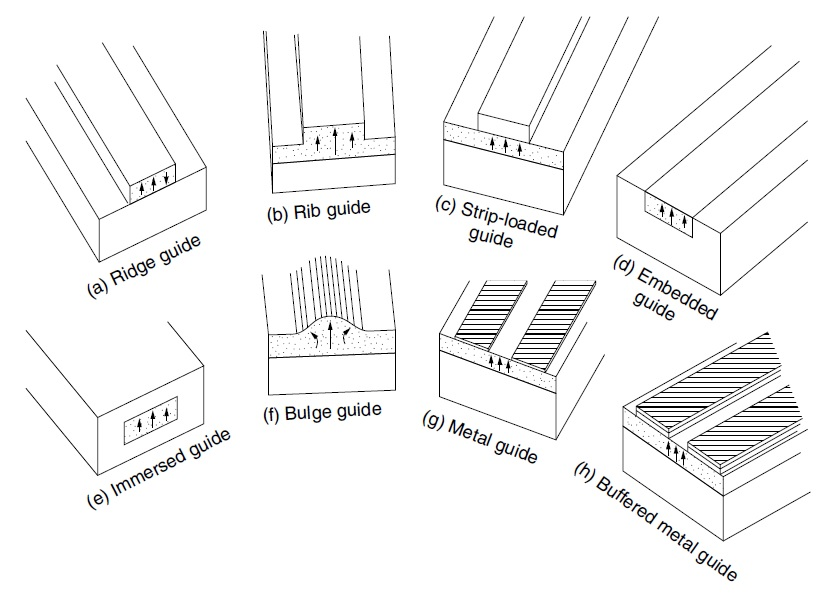 (a) Ridge guide
(b) Rib guide
(c) Strip-loaded
guide
(d) Embedded
guide
(e) Immersed guide
(f) Bulge guide
(g) Metal guide
(h) Buffered metal guide